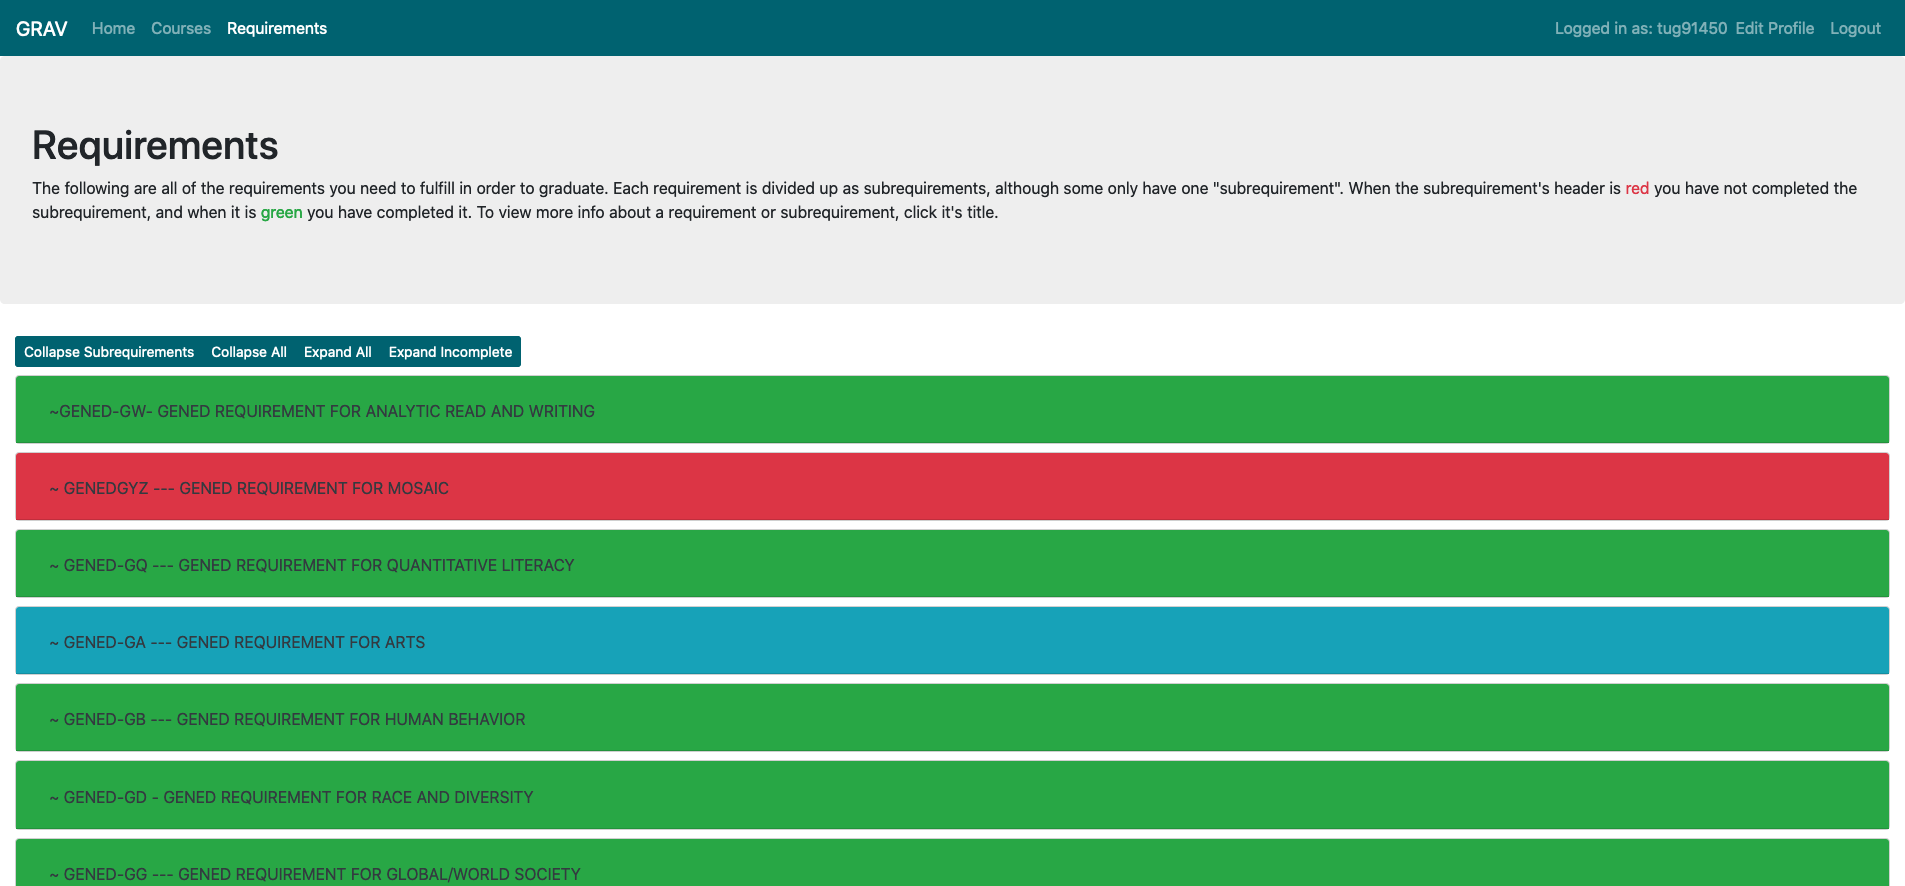 GRAV Home Courses Requirements Logged in as: tug91450 Edit Profile Logout
Requirements
The following are all of the requirements you need to fulfill in order to graduate. Each requirement is divided up as subrequirements, although some only have one "subrequirement". When the subrequirement's header is red you have not completed the
subrequirement, and when it is green you have completed it. To view more info about a requirement or subrequirement, click it's title.
Collapse Subrequirements Collapse All Expand All Expand Incomplete
~GENED-GW- GENED REQUIREMENT FOR ANALYTIC READ AND WRITING
~ GENEDGYZ --- GENED REQUIREMENT FOR MOSAIC
~ GENED-GQ --- GENED REQUIREMENT FOR QUANTITATIVE LITERACY
~ GENED-GA --- GENED REQUIREMENT FOR ARTS
~ GENED-GB --- GENED REQUIREMENT FOR HUMAN BEHAVIOR
~ GENED-GD - GENED REQUIREMENT FOR RACE AND DIVERSITY
~ GENED-GG --- GENED REQUIREMENT FOR GLOBAL/WORLD SOCIETY